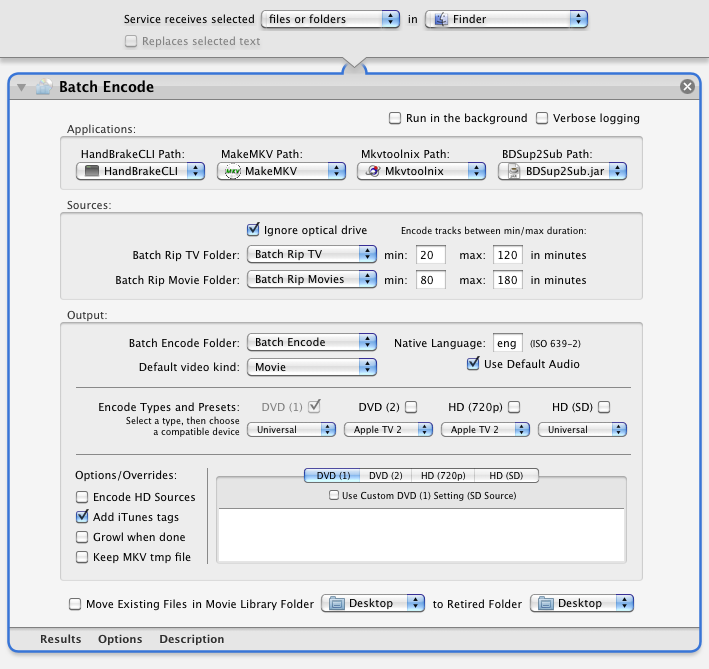 Service receives selected files or folders in Finder
Replaces selected text
Batch Encode
Run in the background Verbose logging
Applications:
HandBrakeCLI Path: MakeMKV Path: Mkvtoolnix Path: BDSup2Sub Path:
HandBrakeCLI MakeMKV Mkvtoolnix BDSup2Sub.jar
Sources:
Ignore optical drive Encode tracks between min/max duration:
Batch Rip TV Folder: Batch Rip TV min: 20 max: 120 in minutes
Batch Rip Movie Folder: Batch Rip Movies min: 80 max: 180 in minutes
Output:
Batch Encode Folder: Batch Encode Native Language: eng (ISO 639-2)
Default video kind: Movie Use Default Audio
Encode Types and Presets: DVD (1) DVD (2) HD (720p) HD (SD)
Select a type, then choose
a compatible device Universal Apple TV 2 Apple TV 2 Universal
Options/Overrides: DVD (1) DVD (2) HD (720p) HD (SD)
Encode HD Sources Use Custom DVD (1) Setting (SD Source)
Add iTunes tags
Growl when done
Keep MKV tmp file
Move Existing Files in Movie Library Folder Desktop to Retired Folder Desktop
Results Options Description